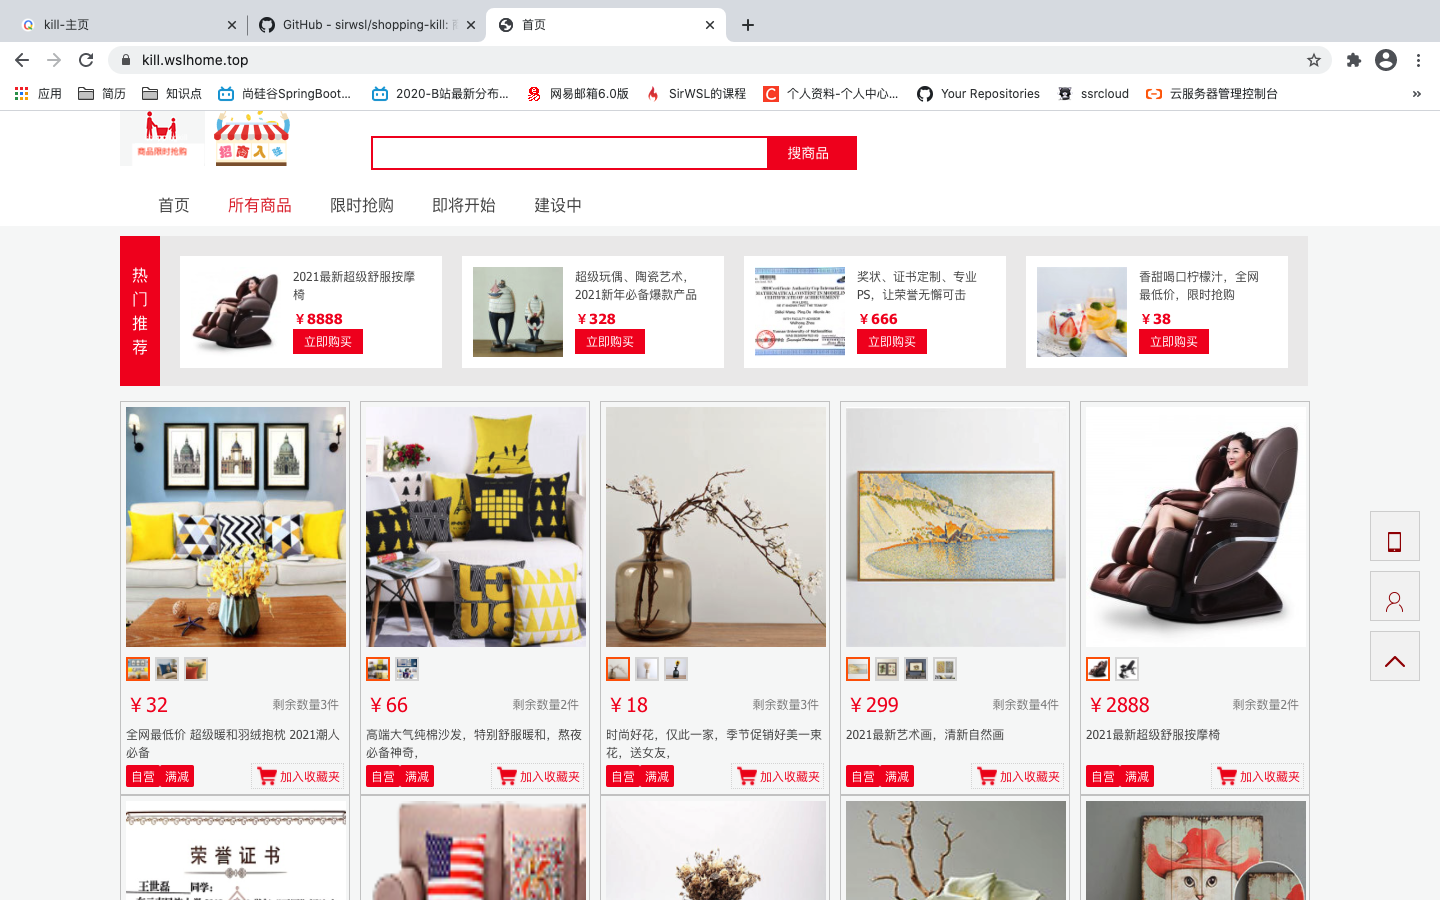 kill-主页
GitHub - sirwsl/shopping-kill:
首页
kill.wslhome.top
应用
简历
知识点
尚硅谷SpringBoot...
2020-B站最新分布...
网易邮箱6.0版
SirWSL的课程
个人资料-个人中心...
Your Repositories
ssrcloud
云服务器管理控制台
商品限时抢购
招商入驻
搜商品
首页
所有商品
限时抢购
即将开始
建设中
热门推荐
2021最新超级舒服按摩
椅
￥8888
立即购买
超级玩偶、陶瓷艺术，
2021新年必备爆款产品
￥328
立即购买
奖状、证书定制、专业
PS，让荣誉无懈可击
￥666
立即购买
香甜喝口柠檬汁，全网
最低价，限时抢购
￥38
立即购买
￥32
剩余数量3件
全网最低价 超级暖和羽绒抱枕 2021潮人
必备
自营 满减
加入收藏夹
￥66
剩余数量2件
高端大气纯棉沙发，特别舒服暖和，熬夜
必备神奇，
自营 满减
加入收藏夹
￥18
剩余数量3件
时尚好花，仅此一家，季节促销好美一束
花，送女友，
自营 满减
加入收藏夹
￥299
剩余数量4件
2021最新艺术画，清新自然画
自营 满减
加入收藏夹
￥2888
剩余数量2件
2021最新超级舒服按摩椅
自营 满减
加入收藏夹
LOVE
荣誉证书
王世磊 同学：